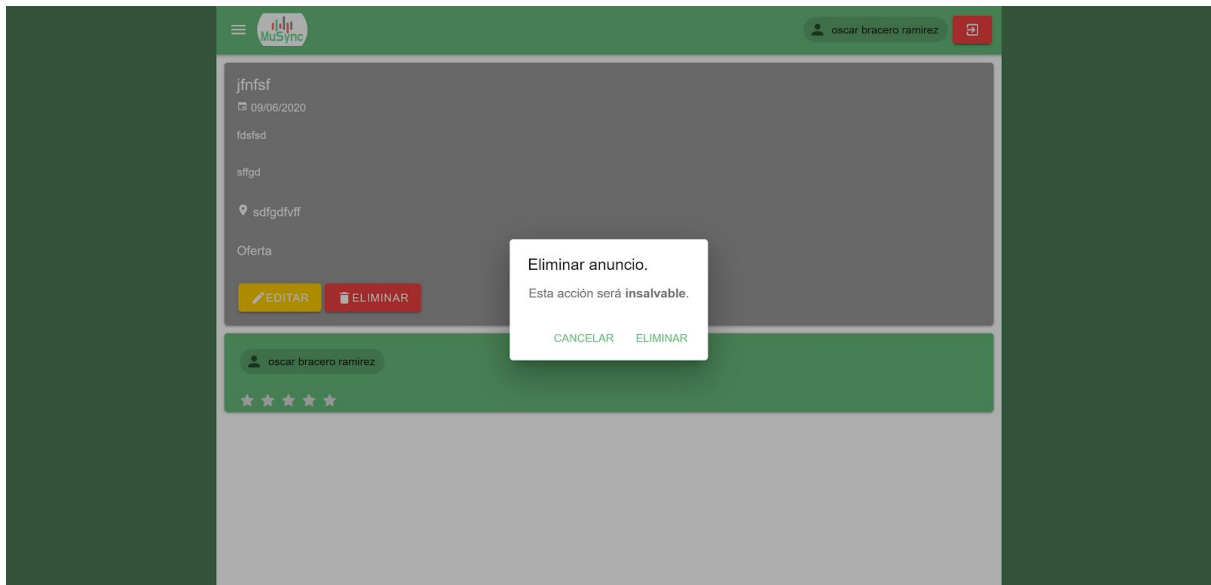 MuSync
oscar bracero ramirez
jfnfsf
09/06/2020
fdsfsd
sffgd
sdfgdfvff
Oferta
EDITAR ELIMINAR
Eliminar anuncio.
Esta acción será insalvable.
CANCELAR ELIMINAR
oscar bracero ramirez